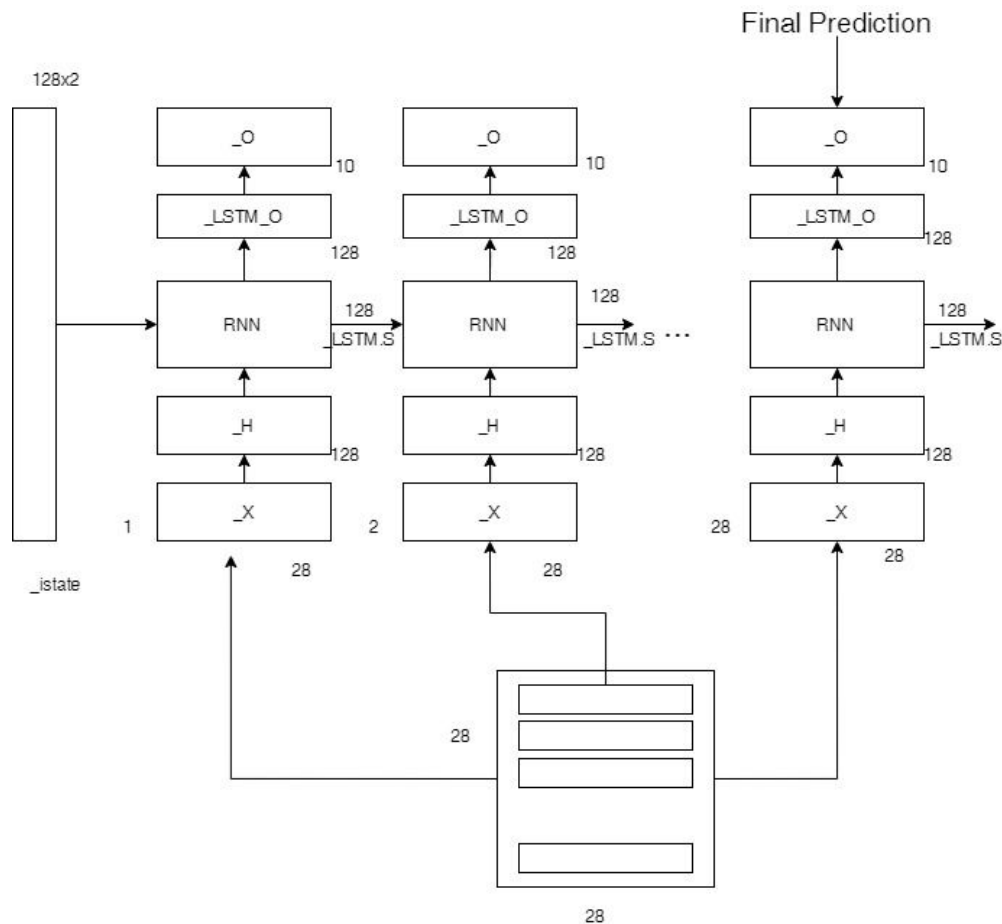 Final Prediction
128x2
_O
_O
_O
10
10
10
_LSTM_O
_LSTM_O
_LSTM_O
128
128
128
RNN
128
_LSTM.S
RNN
128
_LSTM.S
...
RNN
128
_LSTM.S
_H
_H
_H
128
128
128
1
_X
2
_X
28
_X
28
28
28
_istate
28
28